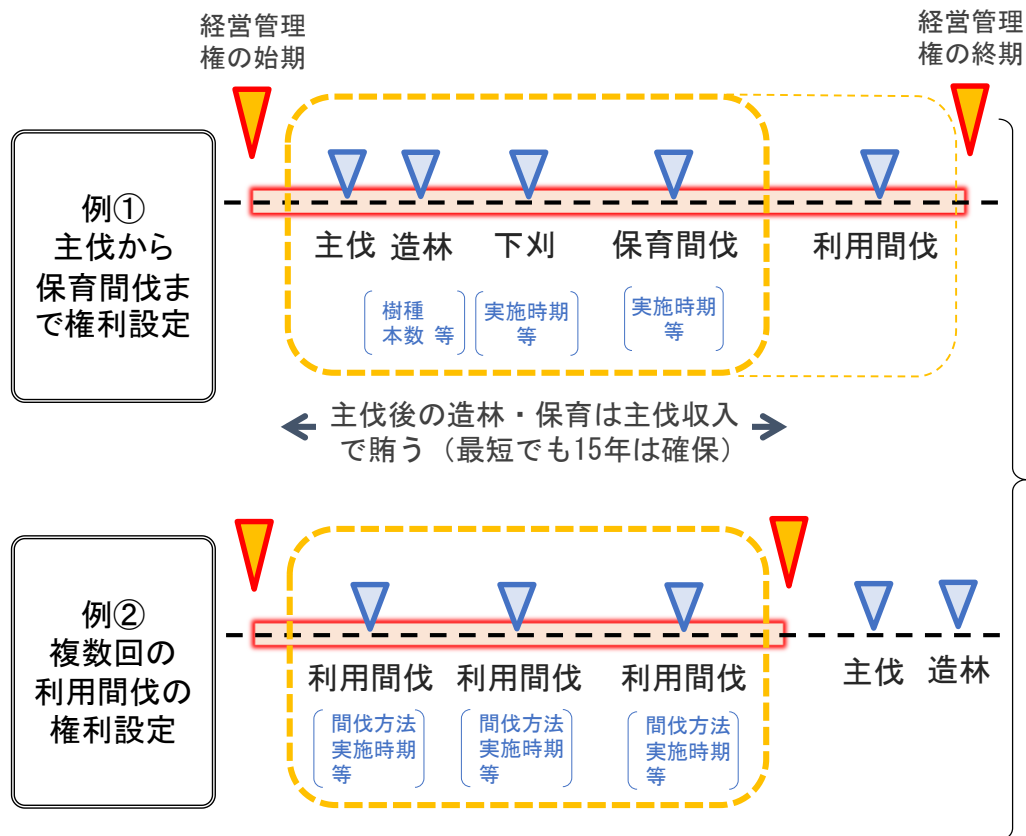 経営管理
権の始期
経営管理
権の終期
例①
主伐から
保育間伐ま
で権利設定
主伐 造林 下刈 保育間伐 利用間伐
樹種
本数 等
実施時期
等
実施時期
等
主伐後の造林・保育は主伐収入
で賄う（最短でも15年は確保）
例②
複数回の
利用間伐の
権利設定
利用間伐 利用間伐 利用間伐 主伐 造林
間伐方法
実施時期
等
間伐方法
実施時期
等
間伐方法
実施時期
等